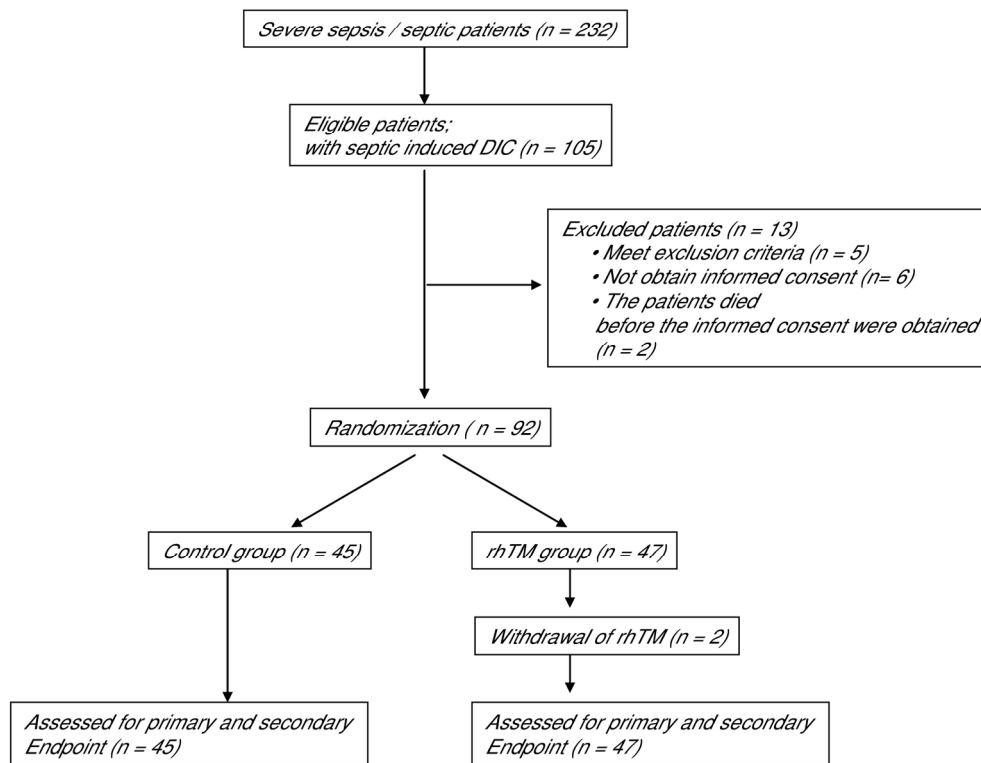 Severe sepsis / septic patients (n = 232)
Eligible patients;
with septic induced DIC (n = 105)
Excluded patients (n = 13)
• Meet exclusion criteria (n = 5)
• Not obtain informed consent (n= 6)
• The patients died
before the informed consent were obtained
(n = 2)
Randomization ( n = 92)
Control group (n = 45)
rhTM group (n = 47)
Withdrawal of rhTM (n = 2)
Assessed for primary and secondary
Endpoint (n = 45)
Assessed for primary and secondary
Endpoint (n = 47)